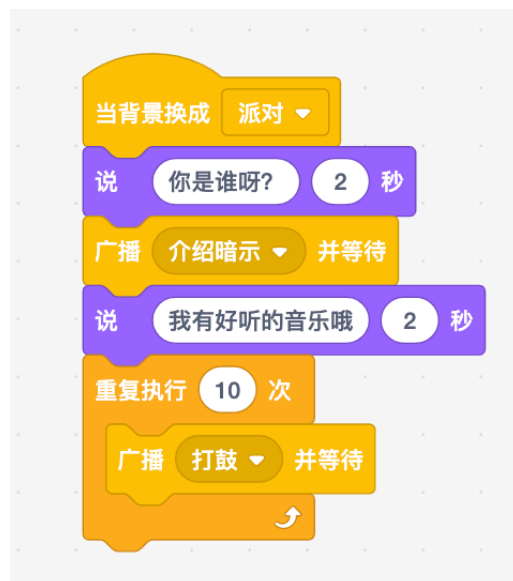 当背景换成 派对
说 你是谁呀? 2 秒
广播 介绍暗示 并等待
说 我有好听的音乐哦 2 秒
重复执行 10 次
广播 打鼓 并等待